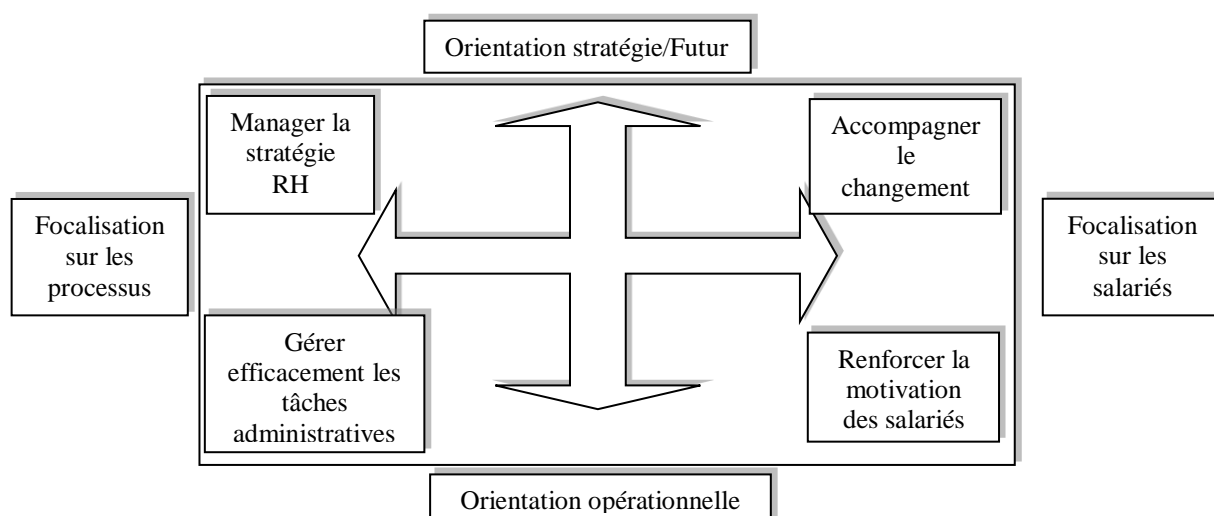 Orientation stratégie/Futur
Manager la
stratégie
RH
Accompagner
le
changement
Focalisation
sur les
processus
Focalisation
sur les
salariés
Gérer
efficacement les
tâches
administratives
Renforcer la
motivation
des salariés
Orientation opérationnelle